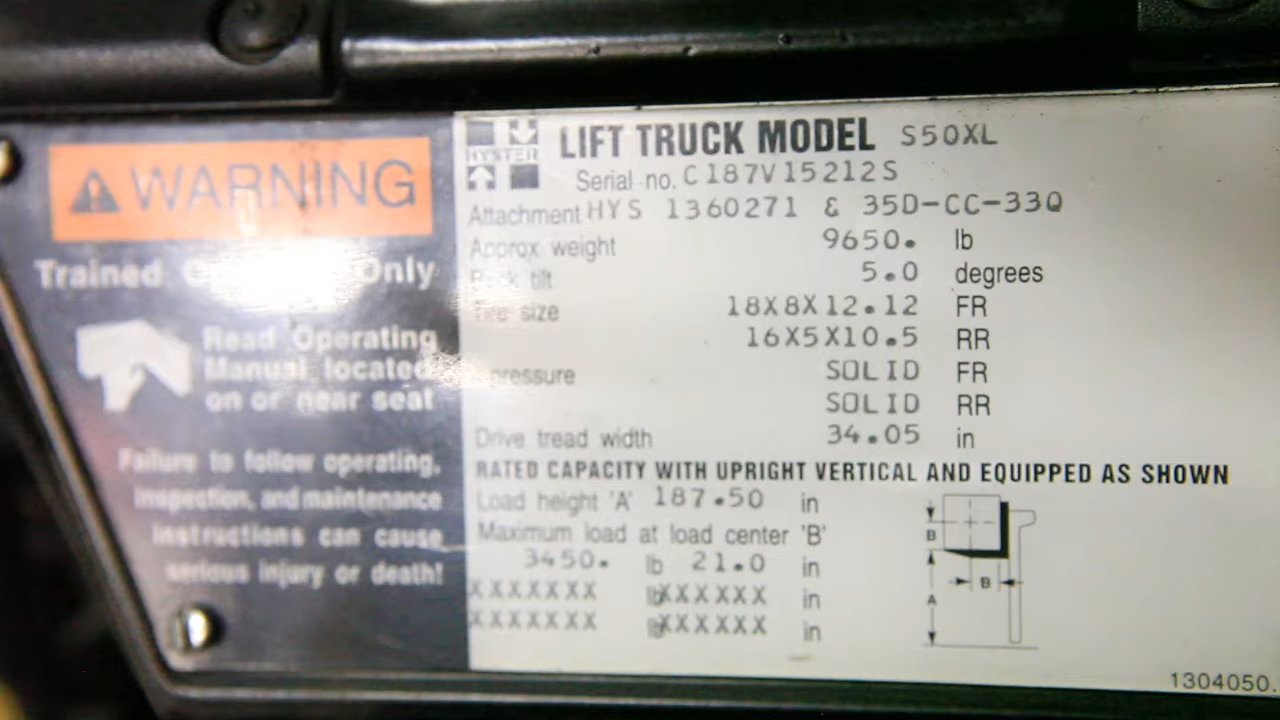 WARNING
Trained Only
Read Operating
Manual located
on or near seat
Failure to follow operating,
inspection, and maintenance
instructions can cause
serious injury or death!
HYSTER
LIFT TRUCK MODEL S50XL
Serial no. C187V15212S
Attachment HYS 1360271 & 35D-CC-33Q
Approx weight 9650. lb
Back tilt 5.0 degrees
Tire size 18X8X12.12 FR
16X5X10.5 RR
pressure SOLID FR
SOLID RR
Drive tread width 34.05 in
RATED CAPACITY WITH UPRIGHT VERTICAL AND EQUIPPED AS SHOWN
Load height 'A' 187.50 in
Maximum load at load center 'B'
3450. lb 21.0 in
XXXXXXX lb XXXXXX in
XXXXXXX lb XXXXXX in
B
B
A
1304050.